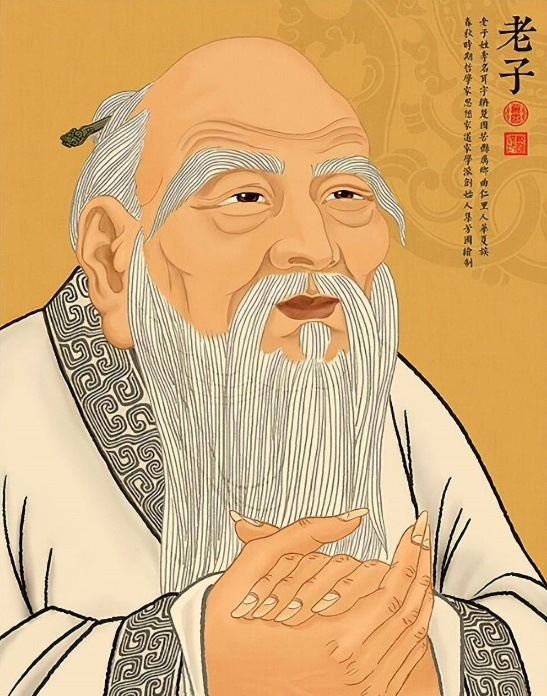 老子
老子姓李名耳字聃楚國苦縣厲鄉曲仁里人華夏族
春秋時期哲學家思想家道家學派創始人集芳園繪制